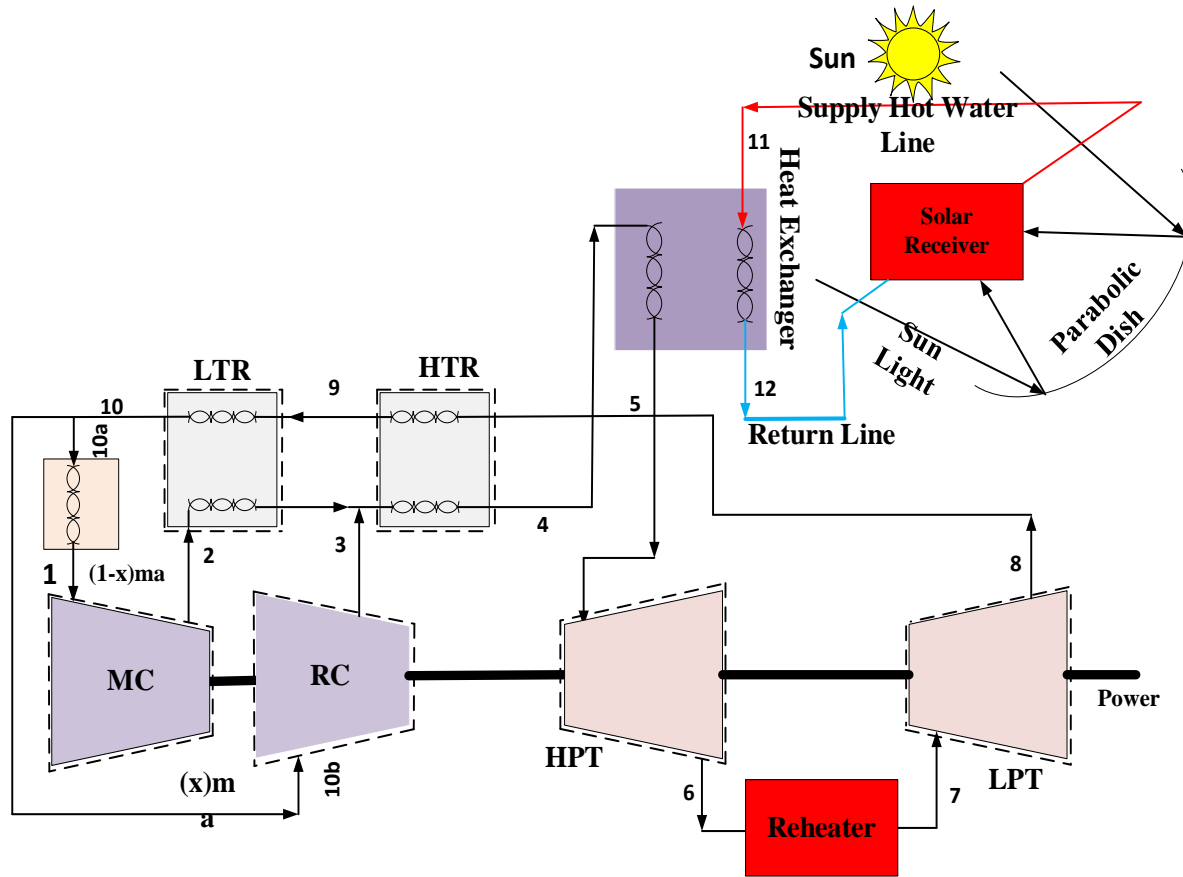 Sun
Supply Hot Water
Line
11
Heat Exchanger
Solar
Receiver
Parabolic
Dish
Sun
Light
12
Return Line
LTR
HTR
10
9
5
10a
2
3
4
1
(1-x)ma
8
MC
RC
HPT
LPT
Power
(x)m
a
10b
6
7
Reheater